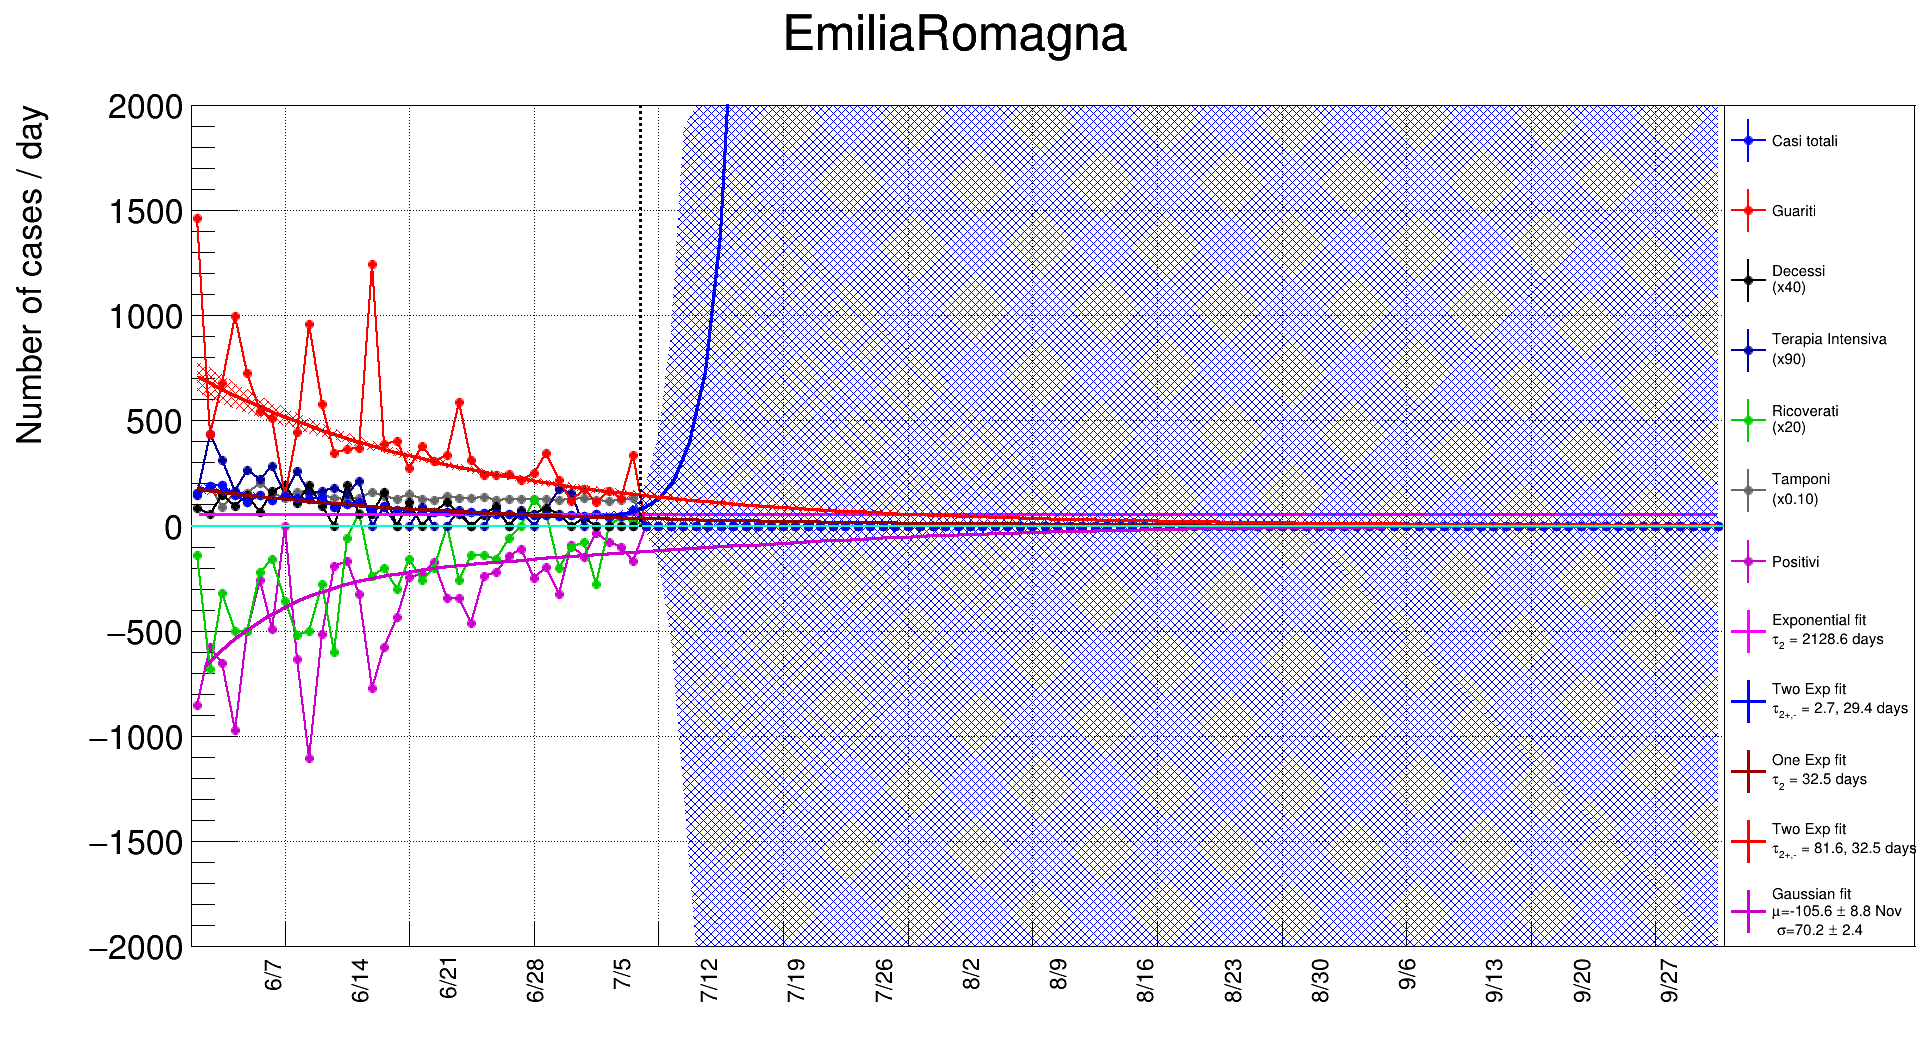 EmiliaRomagna
Number of cases / day
2000
1500
1000
500
0
−500
−1000
−1500
−2000
6/7
6/14
6/21
6/28
7/5
7/12
7/19
7/26
8/2
8/9
8/16
8/23
8/30
9/6
9/13
9/20
9/27
Casi totali
Guariti
Decessi
(x40)
Terapia Intensiva
(x90)
Ricoverati
(x20)
Tamponi
(x0.10)
Positivi
Exponential fit
τ2 = 2128.6 days
Two Exp fit
τ2+,- = 2.7, 29.4 days
One Exp fit
τ2 = 32.5 days
Two Exp fit
τ2+,- = 81.6, 32.5 days
Gaussian fit
μ=-105.6 ± 8.8 Nov
σ=70.2 ± 2.4